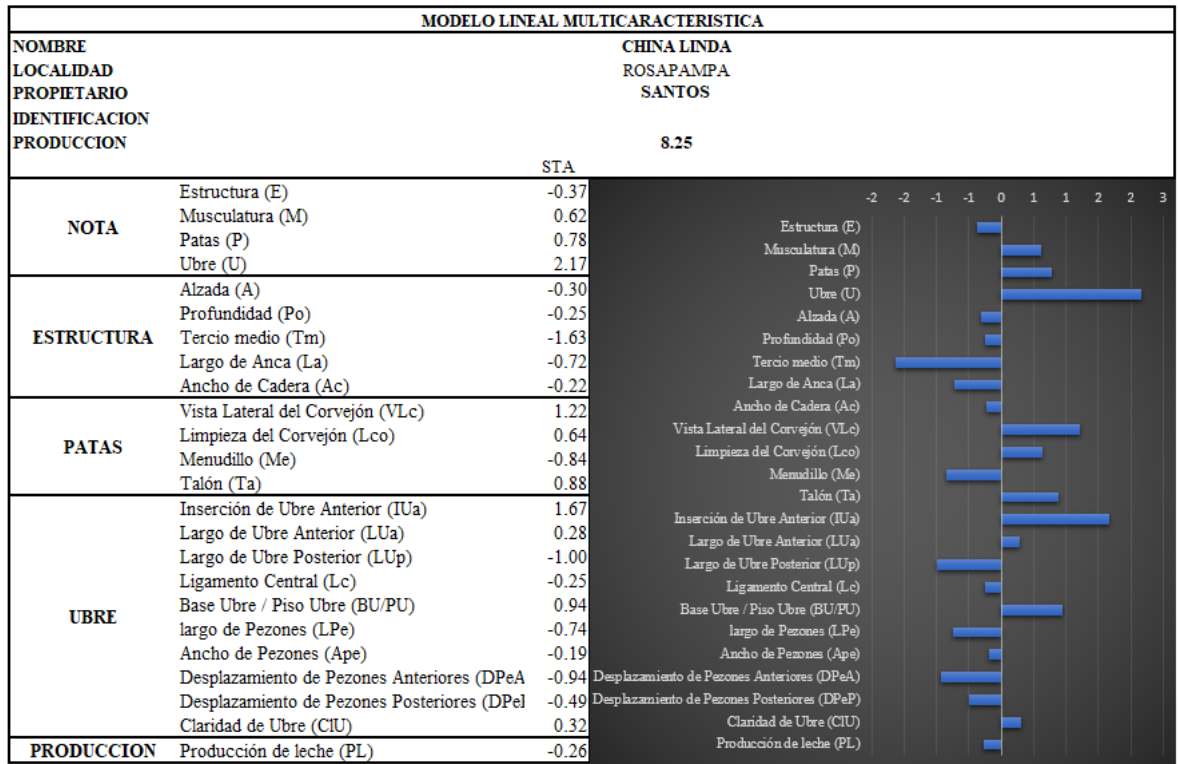 MODELO LINEAL MULTICARACTERISTICA
NOMBRE CHINA LINDA
LOCALIDAD ROSAPAMPA
PROPIETARIO SANTOS
IDENTIFICACION
PRODUCCION 8.25
STA
NOTA
Estructura (E) -0.37
Musculatura (M) 0.62
Patas (P) 0.78
Ubre (U) 2.17
ESTRUCTURA
Alzada (A) -0.30
Profundidad (Po) -0.25
Tercio medio (Tm) -1.63
Largo de Anca (La) -0.72
Ancho de Cadera (Ac) -0.22
PATAS
Vista Lateral del Corvejón (VLc) 1.22
Limpieza del Corvejón (Lco) 0.64
Menudillo (Me) -0.84
Talón (Ta) 0.88
UBRE
Inserción de Ubre Anterior (IUa) 1.67
Largo de Ubre Anterior (LUa) 0.28
Largo de Ubre Posterior (LUp) -1.00
Ligamento Central (Lc) -0.25
Base Ubre / Piso Ubre (BU/PU) 0.94
largo de Pezones (LPe) -0.74
Ancho de Pezones (Ape) -0.19
Desplazamiento de Pezones Anteriores (DPeA -0.94
Desplazamiento de Pezones Posteriores (DPel -0.49
Claridad de Ubre (ClU) 0.32
PRODUCCION Producción de leche (PL) -0.26
-2 -2 -1 -1 0 1 1 2 2 3
Estructura (E)
Musculatura (M)
Patas (P)
Ubre (U)
Alzada (A)
Profundidad (Po)
Tercio medio (Tm)
Largo de Anca (La)
Ancho de Cadera (Ac)
Vista Lateral del Corvejón (VLc)
Limpieza del Corvejón (Lco)
Menudillo (Me)
Talón (Ta)
Inserción de Ubre Anterior (IUa)
Largo de Ubre Anterior (LUa)
Largo de Ubre Posterior (LUp)
Ligamento Central (Lc)
Base Ubre / Piso Ubre (BU/PU)
largo de Pezones (LPe)
Ancho de Pezones (Ape)
Desplazamiento de Pezones Anteriores (DPeA)
Desplazamiento de Pezones Posteriores (DPeP)
Claridad de Ubre (ClU)
Producción de leche (PL)